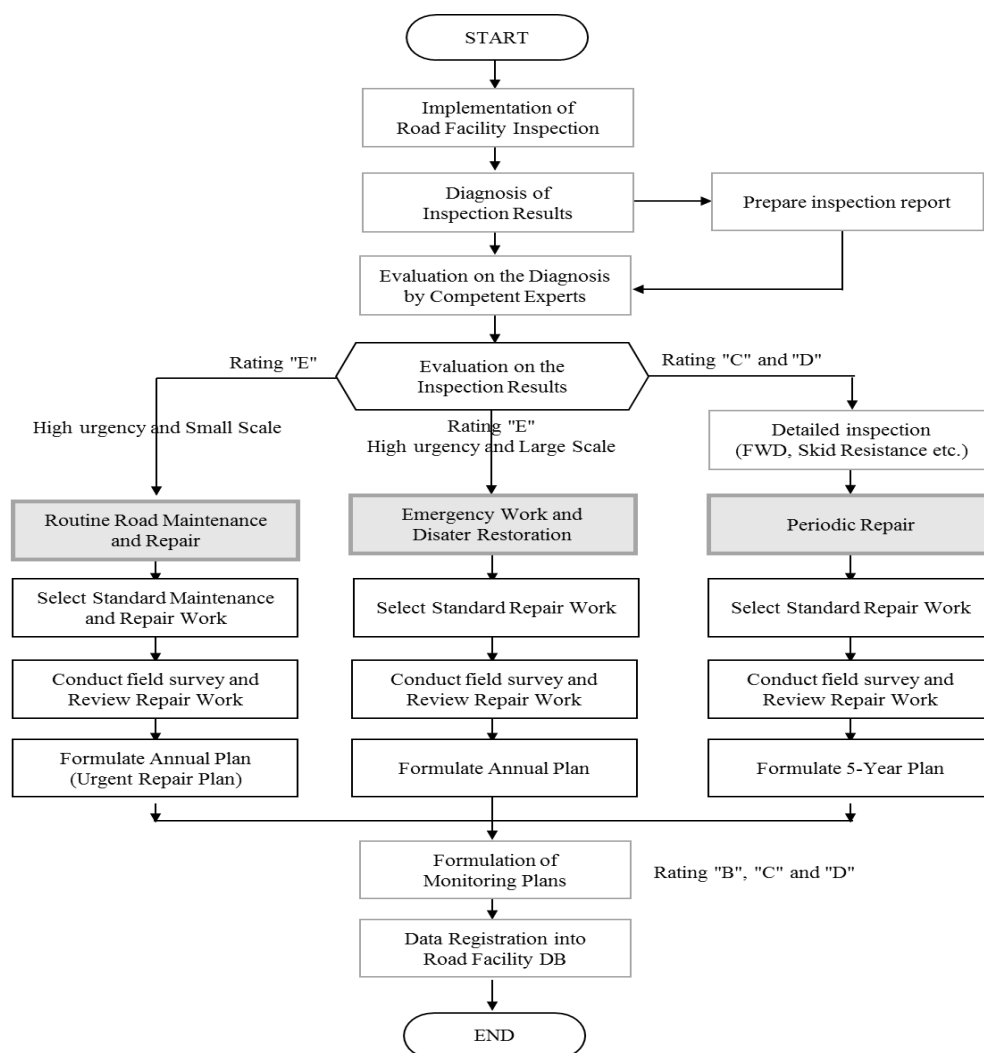 START
Implementation of
Road Facility Inspection
Diagnosis of
Inspection Results
Prepare inspection report
Evaluation on the Diagnosis
by Competent Experts
Rating "E"
Evaluation on the
Inspection Results
Rating "C" and "D"
High urgency and Small Scale
Rating "E"
High urgency and Large Scale
Detailed inspection
(FWD, Skid Resistance etc.)
Routine Road Maintenance
and Repair
Emergency Work and
Disater Restoration
Periodic Repair
Select Standard Maintenance
and Repair Work
Select Standard Repair Work
Select Standard Repair Work
Conduct field survey and
Review Repair Work
Conduct field survey and
Review Repair Work
Conduct field survey and
Review Repair Work
Formulate Annual Plan
(Urgent Repair Plan)
Formulate Annual Plan
Formulate 5-Year Plan
Formulation of
Monitoring Plans
Rating "B", "C" and "D"
Data Registration into
Road Facility DB
END